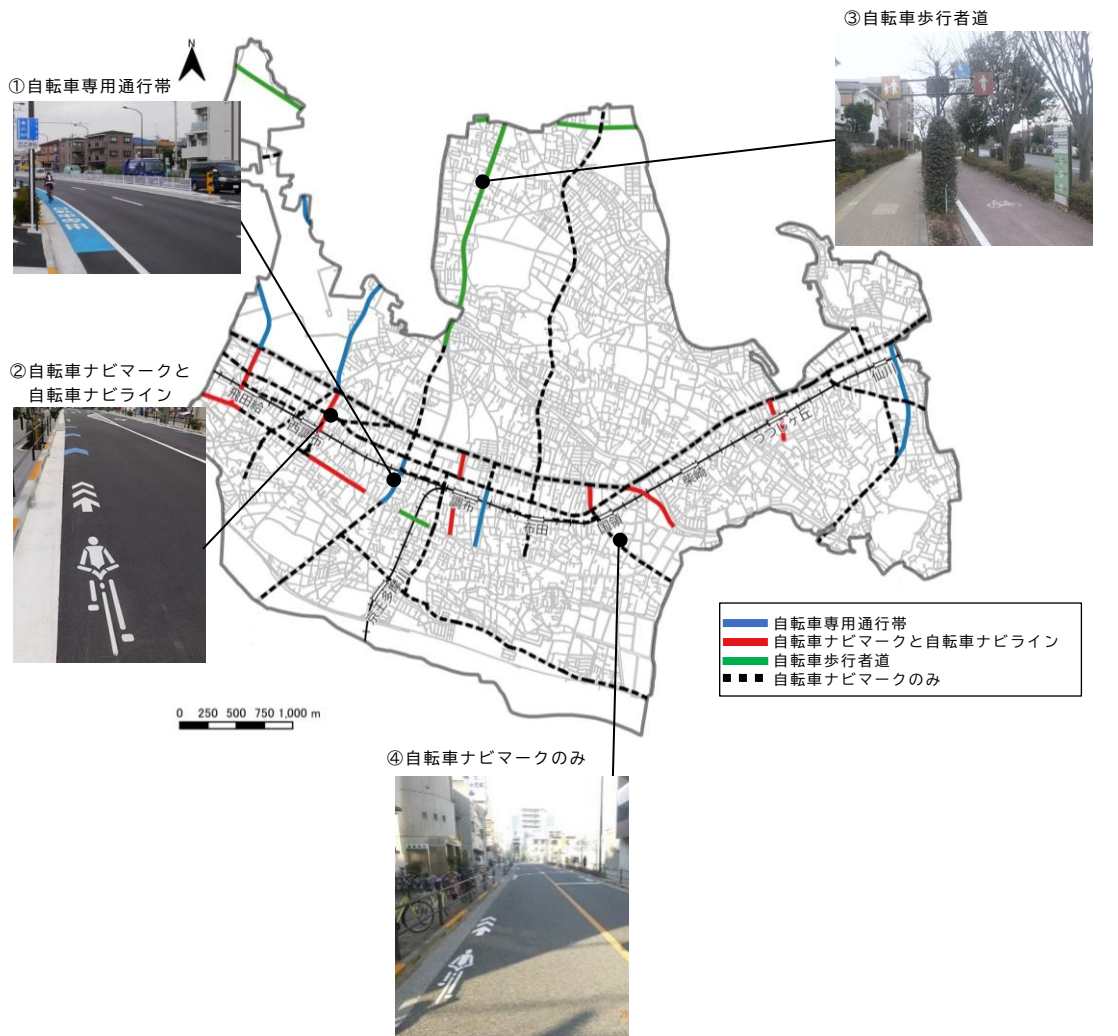 ③自転車歩行者道
N
①自転車専用通行帯
②自転車ナビマークと
自転車ナビライン
飛田給
西調布
調布
布田
国領
柴崎
つつじヶ丘
仙川
京王多摩川
自転車専用通行帯
自転車ナビマークと自転車ナビライン
自転車歩行者道
自転車ナビマークのみ
0 250 500 750 1,000 m
④自転車ナビマークのみ